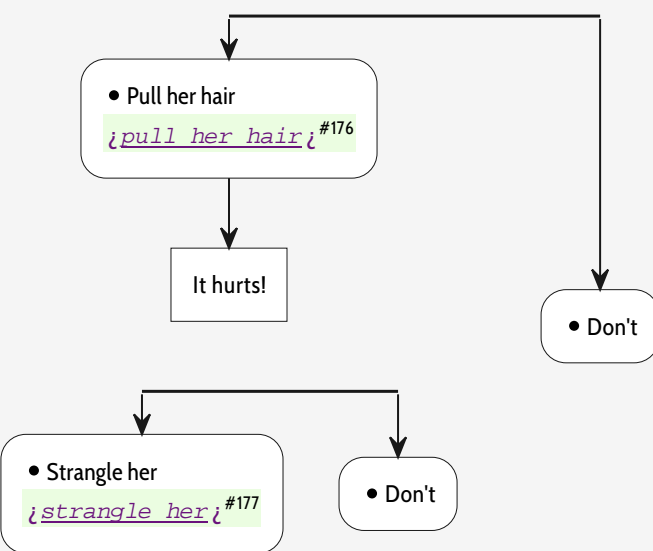 • Pull her hair
¿pull her hair¿#176
It hurts!
• Don't
• Strangle her
¿strangle her¿#177
• Don't